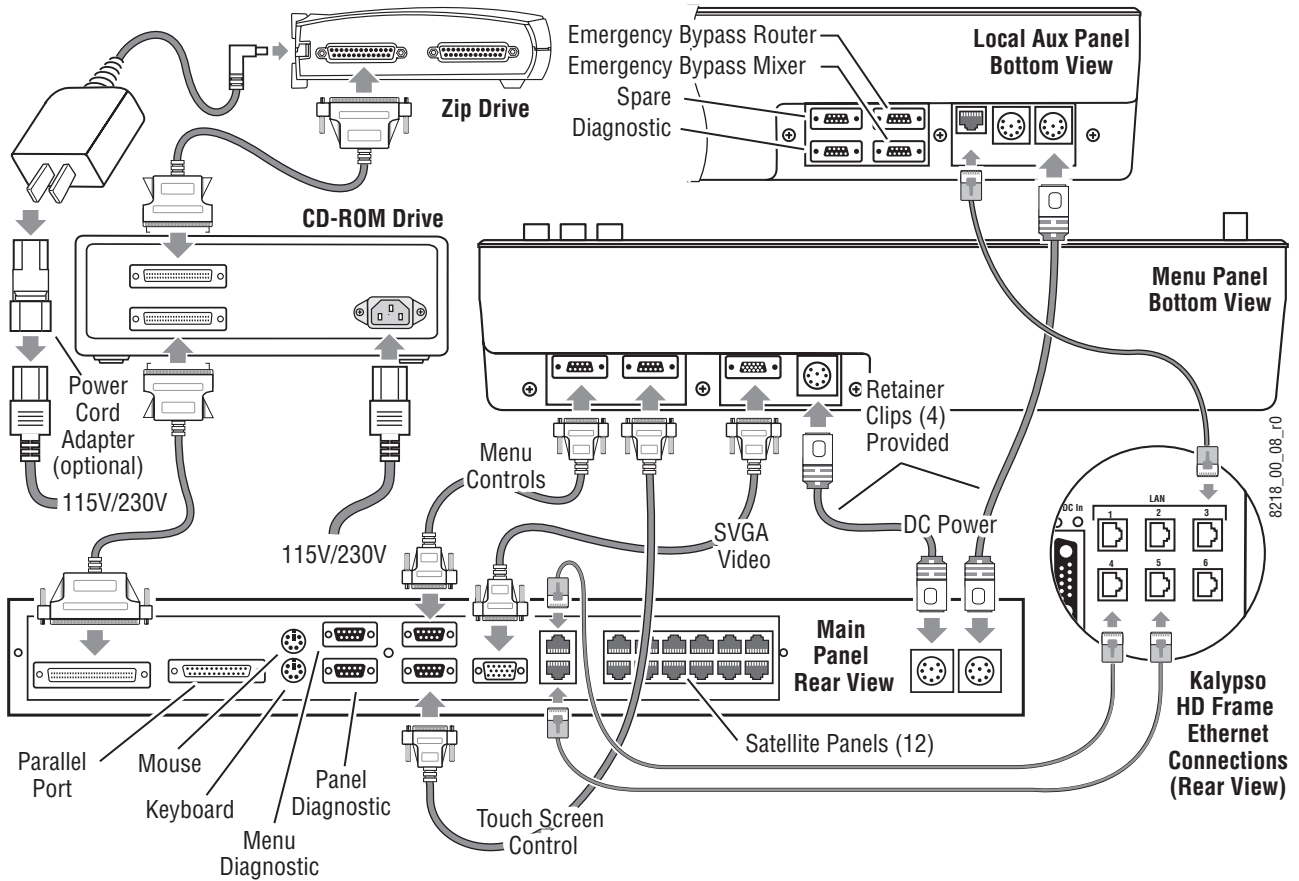 Emergency Bypass Router
Emergency Bypass Mixer
Spare
Diagnostic
Local Aux Panel
Bottom View
Zip Drive
CD-ROM Drive
Menu Panel
Bottom View
Power
Cord
Adapter
(optional)
115V/230V
115V/230V
Menu
Controls
SVGA
Video
Retainer
Clips (4)
Provided
DC Power
8218_00_08_r0
DC In
LAN
1
2
3
4
5
6
Main
Panel
Rear View
Kalypso
HD Frame
Ethernet
Connections
(Rear View)
Parallel
Port
Mouse
Keyboard
Menu
Diagnostic
Panel
Diagnostic
Touch Screen
Control
Satellite Panels (12)